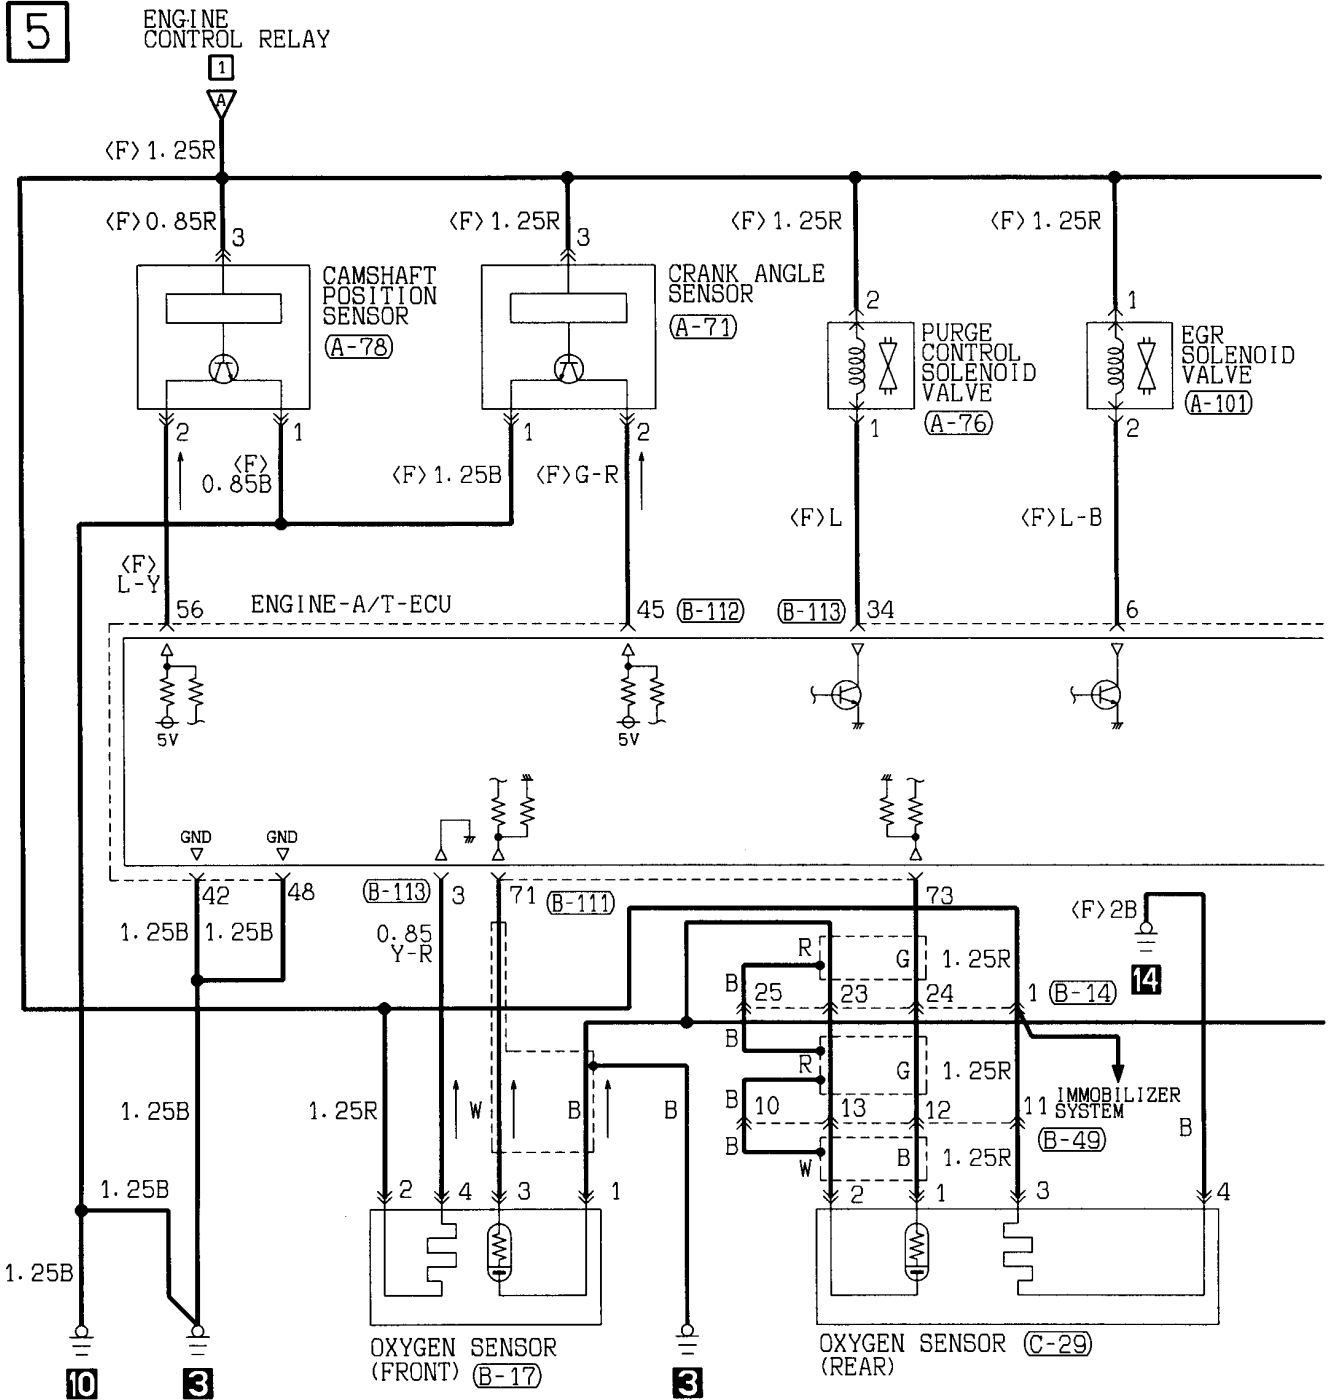 5
ENGINE
CONTROL RELAY
1
A
〈F〉1.25R
〈F〉0.85R
3
〈F〉1.25R
3
〈F〉1.25R
〈F〉1.25R
CAMSHAFT
POSITION
SENSOR
A-78
CRANK ANGLE
SENSOR
A-71
2
PURGE
CONTROL
SOLENOID
VALVE
A-76
1
EGR
SOLENOID
VALVE
A-101
2
1
1
2
1
2
〈F〉
0.85B
〈F〉1.25B
〈F〉G-R
〈F〉L
〈F〉L-B
〈F〉
L-Y
56
ENGINE-A/T-ECU
45
B-112
B-113
34
6
5V
5V
GND
GND
42
48
B-113
3
71
B-111
73
〈F〉2B
1.25B
1.25B
0.85
Y-R
R
G
1.25R
14
B
25
23
24
1
B-14
B
R
G
1.25R
IMMOBILIZER
SYSTEM
1.25B
1.25R
W
B
B
B
10
13
12
11
B-49
B
B
W
B
1.25R
1.25B
2
4
3
1
2
1
3
4
1.25B
OXYGEN SENSOR
(FRONT)
B-17
OXYGEN SENSOR
(REAR)
C-29
10
3
3